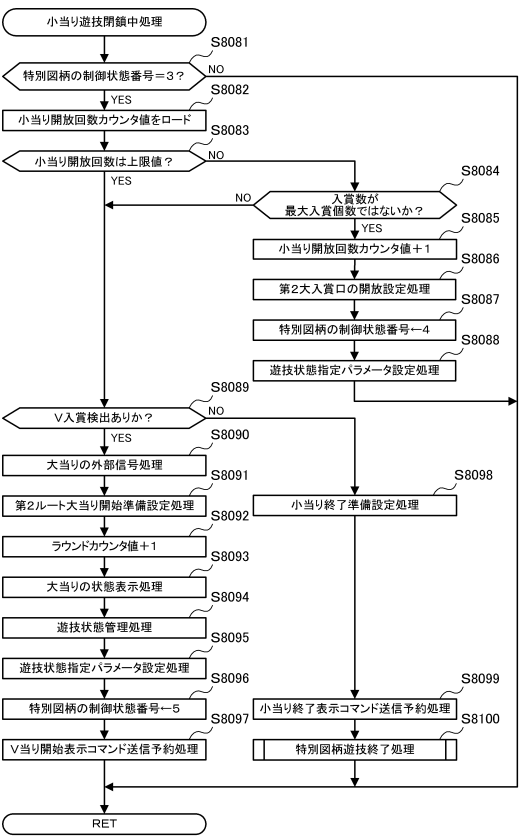 小当り遊技閉鎖中処理
S8081
特別図柄の制御状態番号=3?
NO
YES
S8082
小当り開放回数カウンタ値をロード
S8083
小当り開放回数は上限値?
NO
YES
S8084
入賞数が
最大入賞個数ではないか?
NO
YES
S8085
小当り開放回数カウンタ値+1
S8086
第2大入賞口の開放設定処理
S8087
特別図柄の制御状態番号←4
S8088
遊技状態指定パラメータ設定処理
S8089
V入賞検出ありか?
NO
YES
S8090
大当りの外部信号処理
S8091
第2ルート大当り開始準備設定処理
S8092
ラウンドカウンタ値+1
S8093
大当りの状態表示処理
S8094
遊技状態管理処理
S8095
遊技状態指定パラメータ設定処理
S8096
特別図柄の制御状態番号←5
S8097
V当り開始表示コマンド送信予約処理
S8098
小当り終了準備設定処理
S8099
小当り終了表示コマンド送信予約処理
S8100
特別図柄遊技終了処理
RET